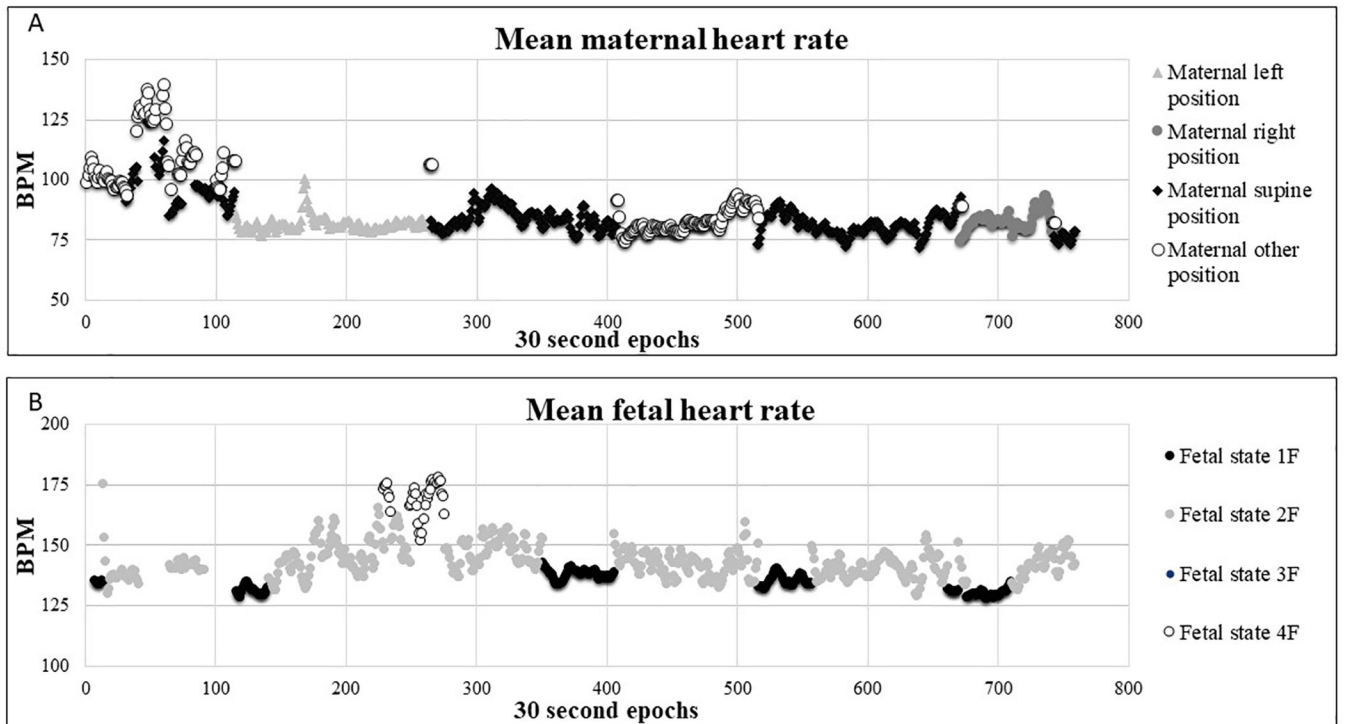 A
Mean maternal heart rate
150
125
100
75
50
BPM
0 100 200 300 400 500 600 700 800
30 second epochs
Maternal left
position
Maternal right
position
Maternal supine
position
Maternal other
position
B
Mean fetal heart rate
200
175
150
125
100
BPM
0 100 200 300 400 500 600 700 800
30 second epochs
Fetal state 1F
Fetal state 2F
Fetal state 3F
Fetal state 4F